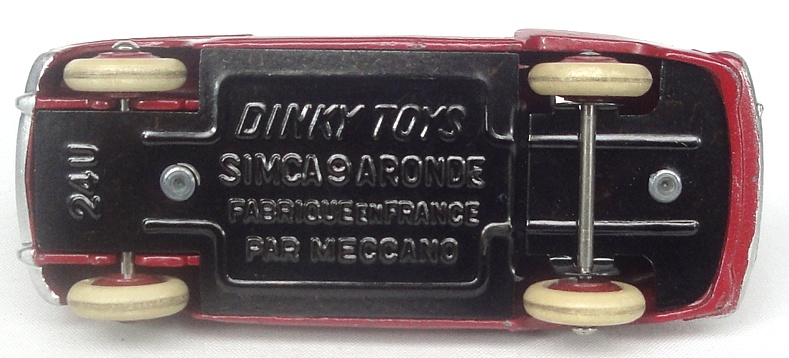 DINKY TOYS
SIMCA 9 ARONDE
FABRIQUE EN FRANCE
PAR MECCANO
24U